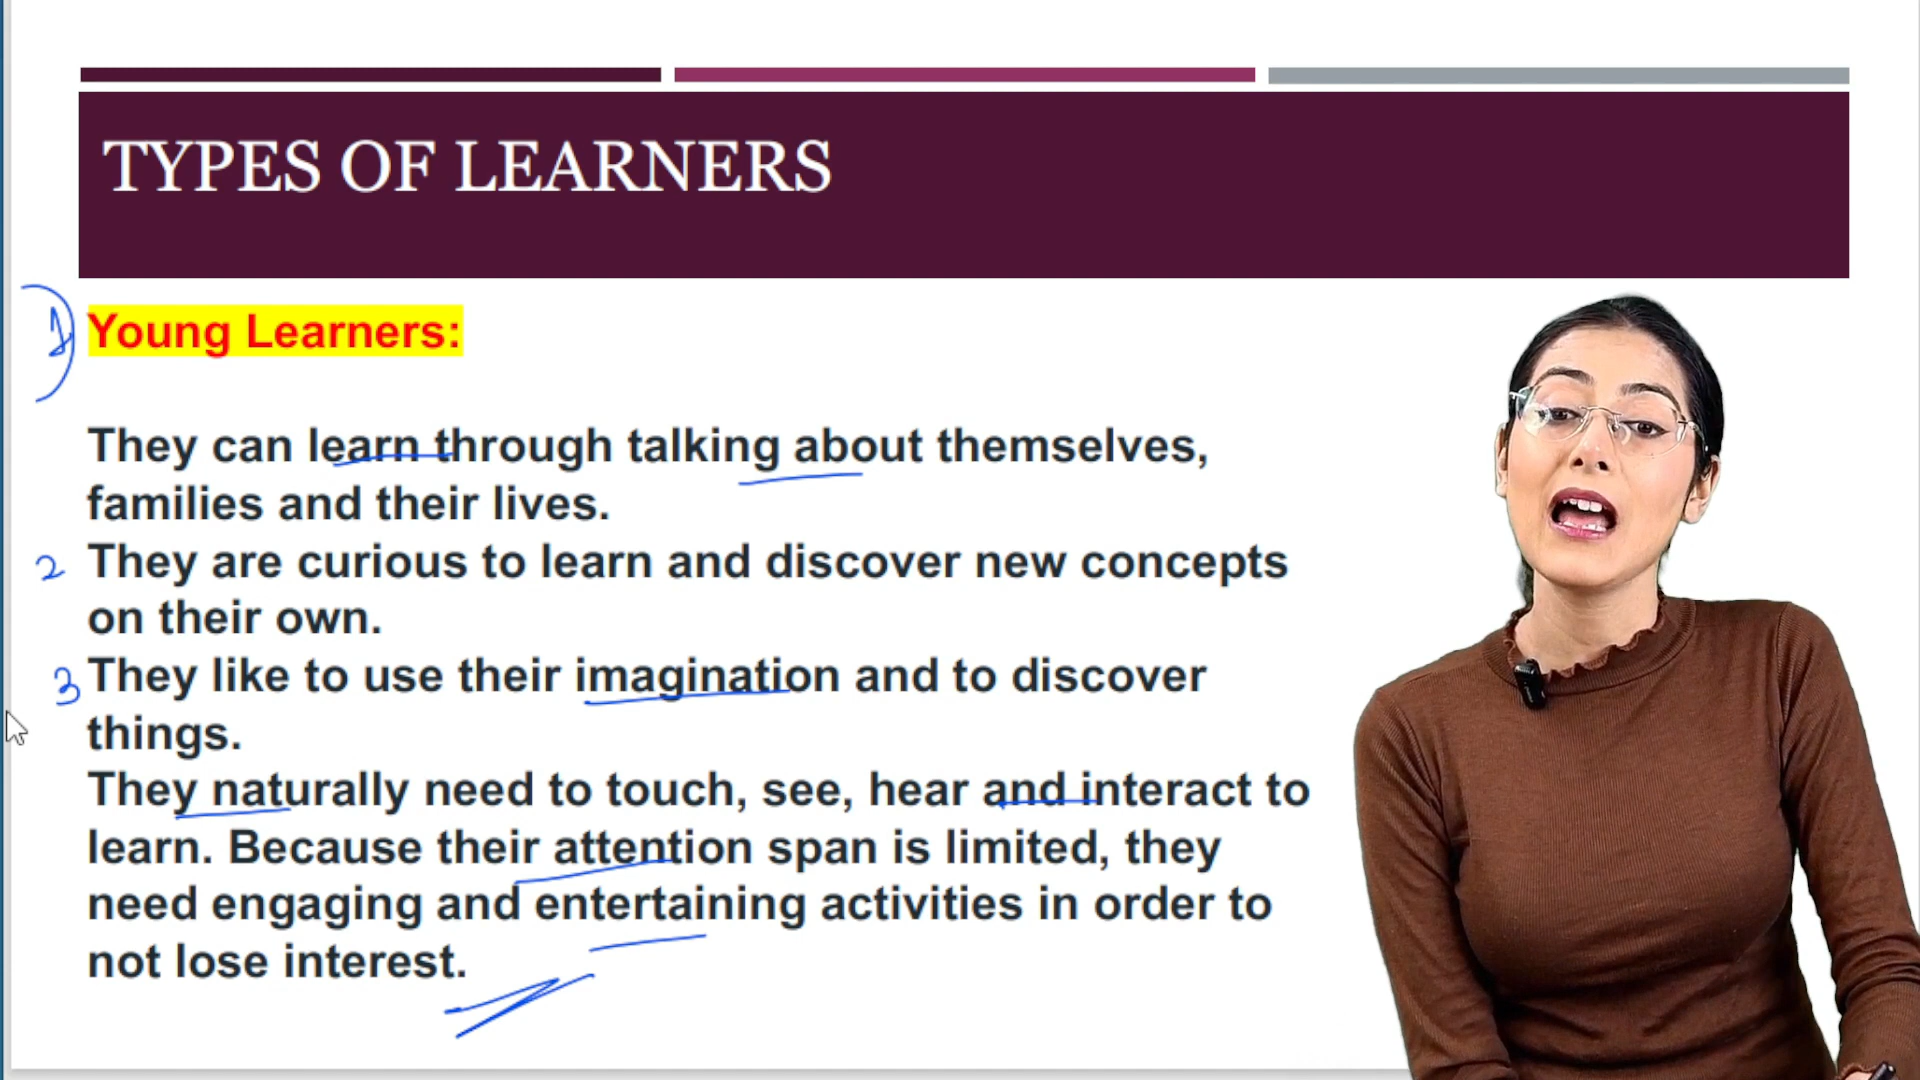 TYPES OF LEARNERS
1) Young Learners:
They can learn through talking about themselves,
families and their lives.
2 They are curious to learn and discover new concepts
on their own.
3 They like to use their imagination and to discover
things.
They naturally need to touch, see, hear and interact to
learn. Because their attention span is limited, they
need engaging and entertaining activities in order to
not lose interest.